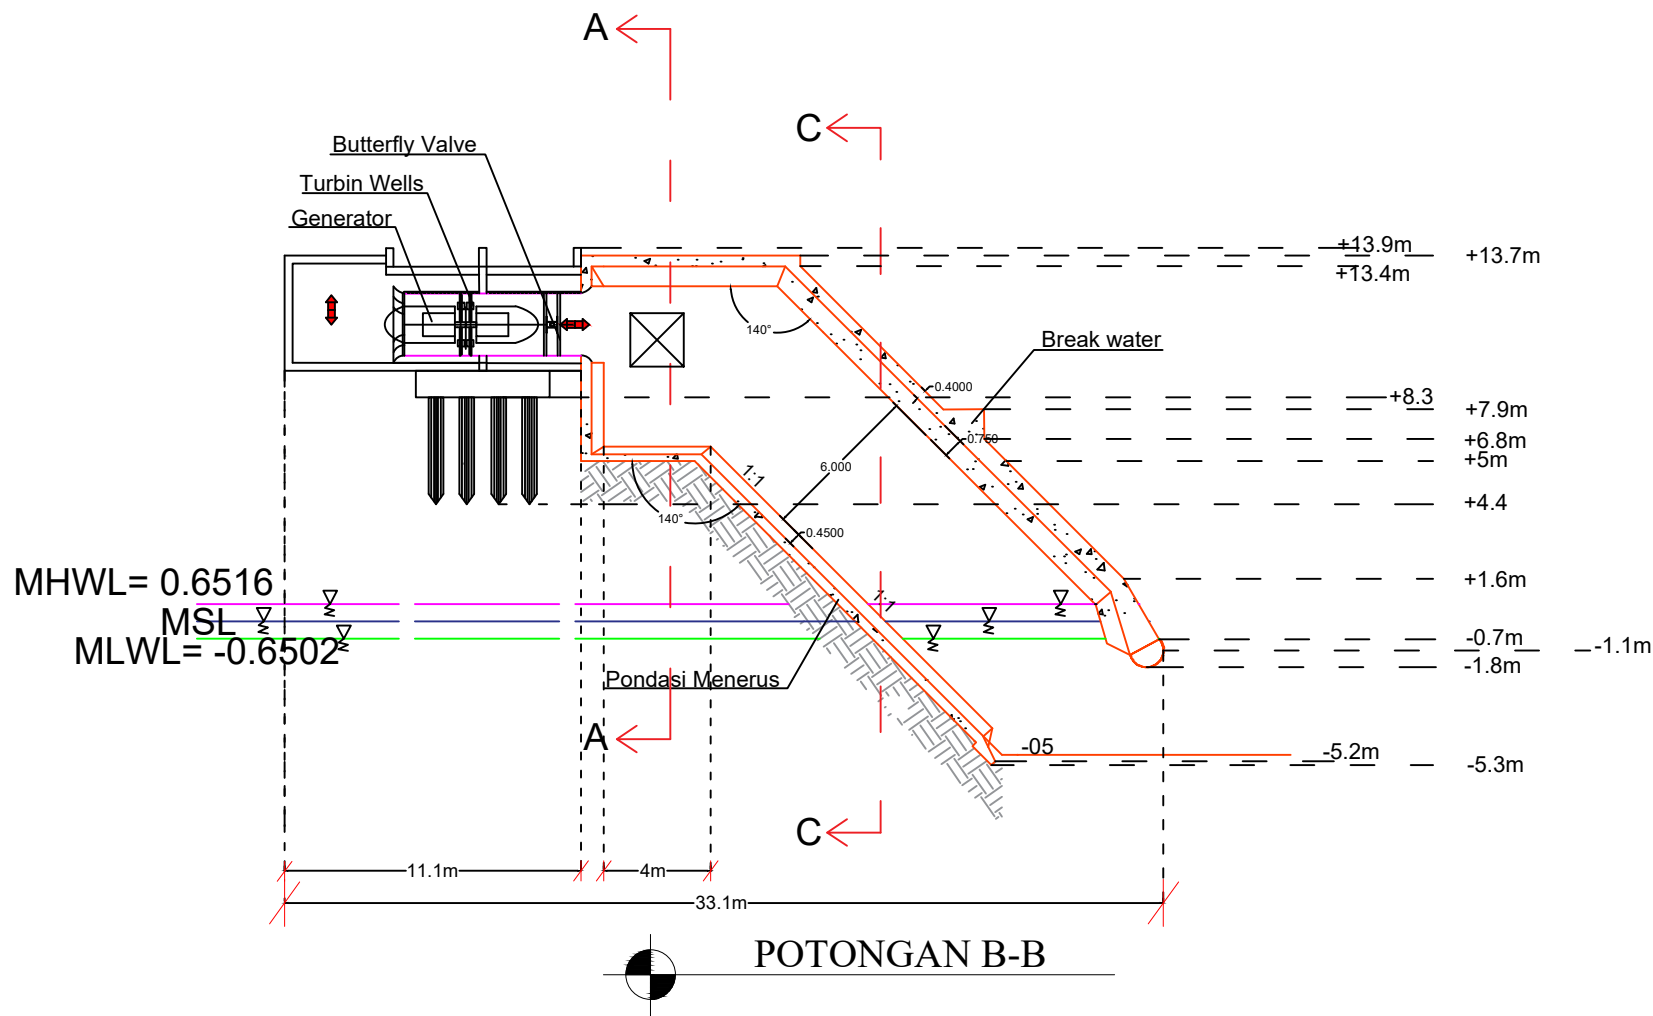 A
C
Butterfly Valve
Turbin Wells
Generator
+13.9m
+13.7m
+13.4m
140°
Break water
0.4000
+8.3
+7.9m
0.750
+6.8m
+5m
1:1
6.000
+4.4
140°
0.4500
MHWL= 0.6516
+1.6m
1:1
MSL
MLWL= -0.6502
-0.7m
-1.1m
-1.8m
Pondasi Menerus
A
-05
-5.2m
-5.3m
C
11.1m
4m
33.1m
POTONGAN B-B